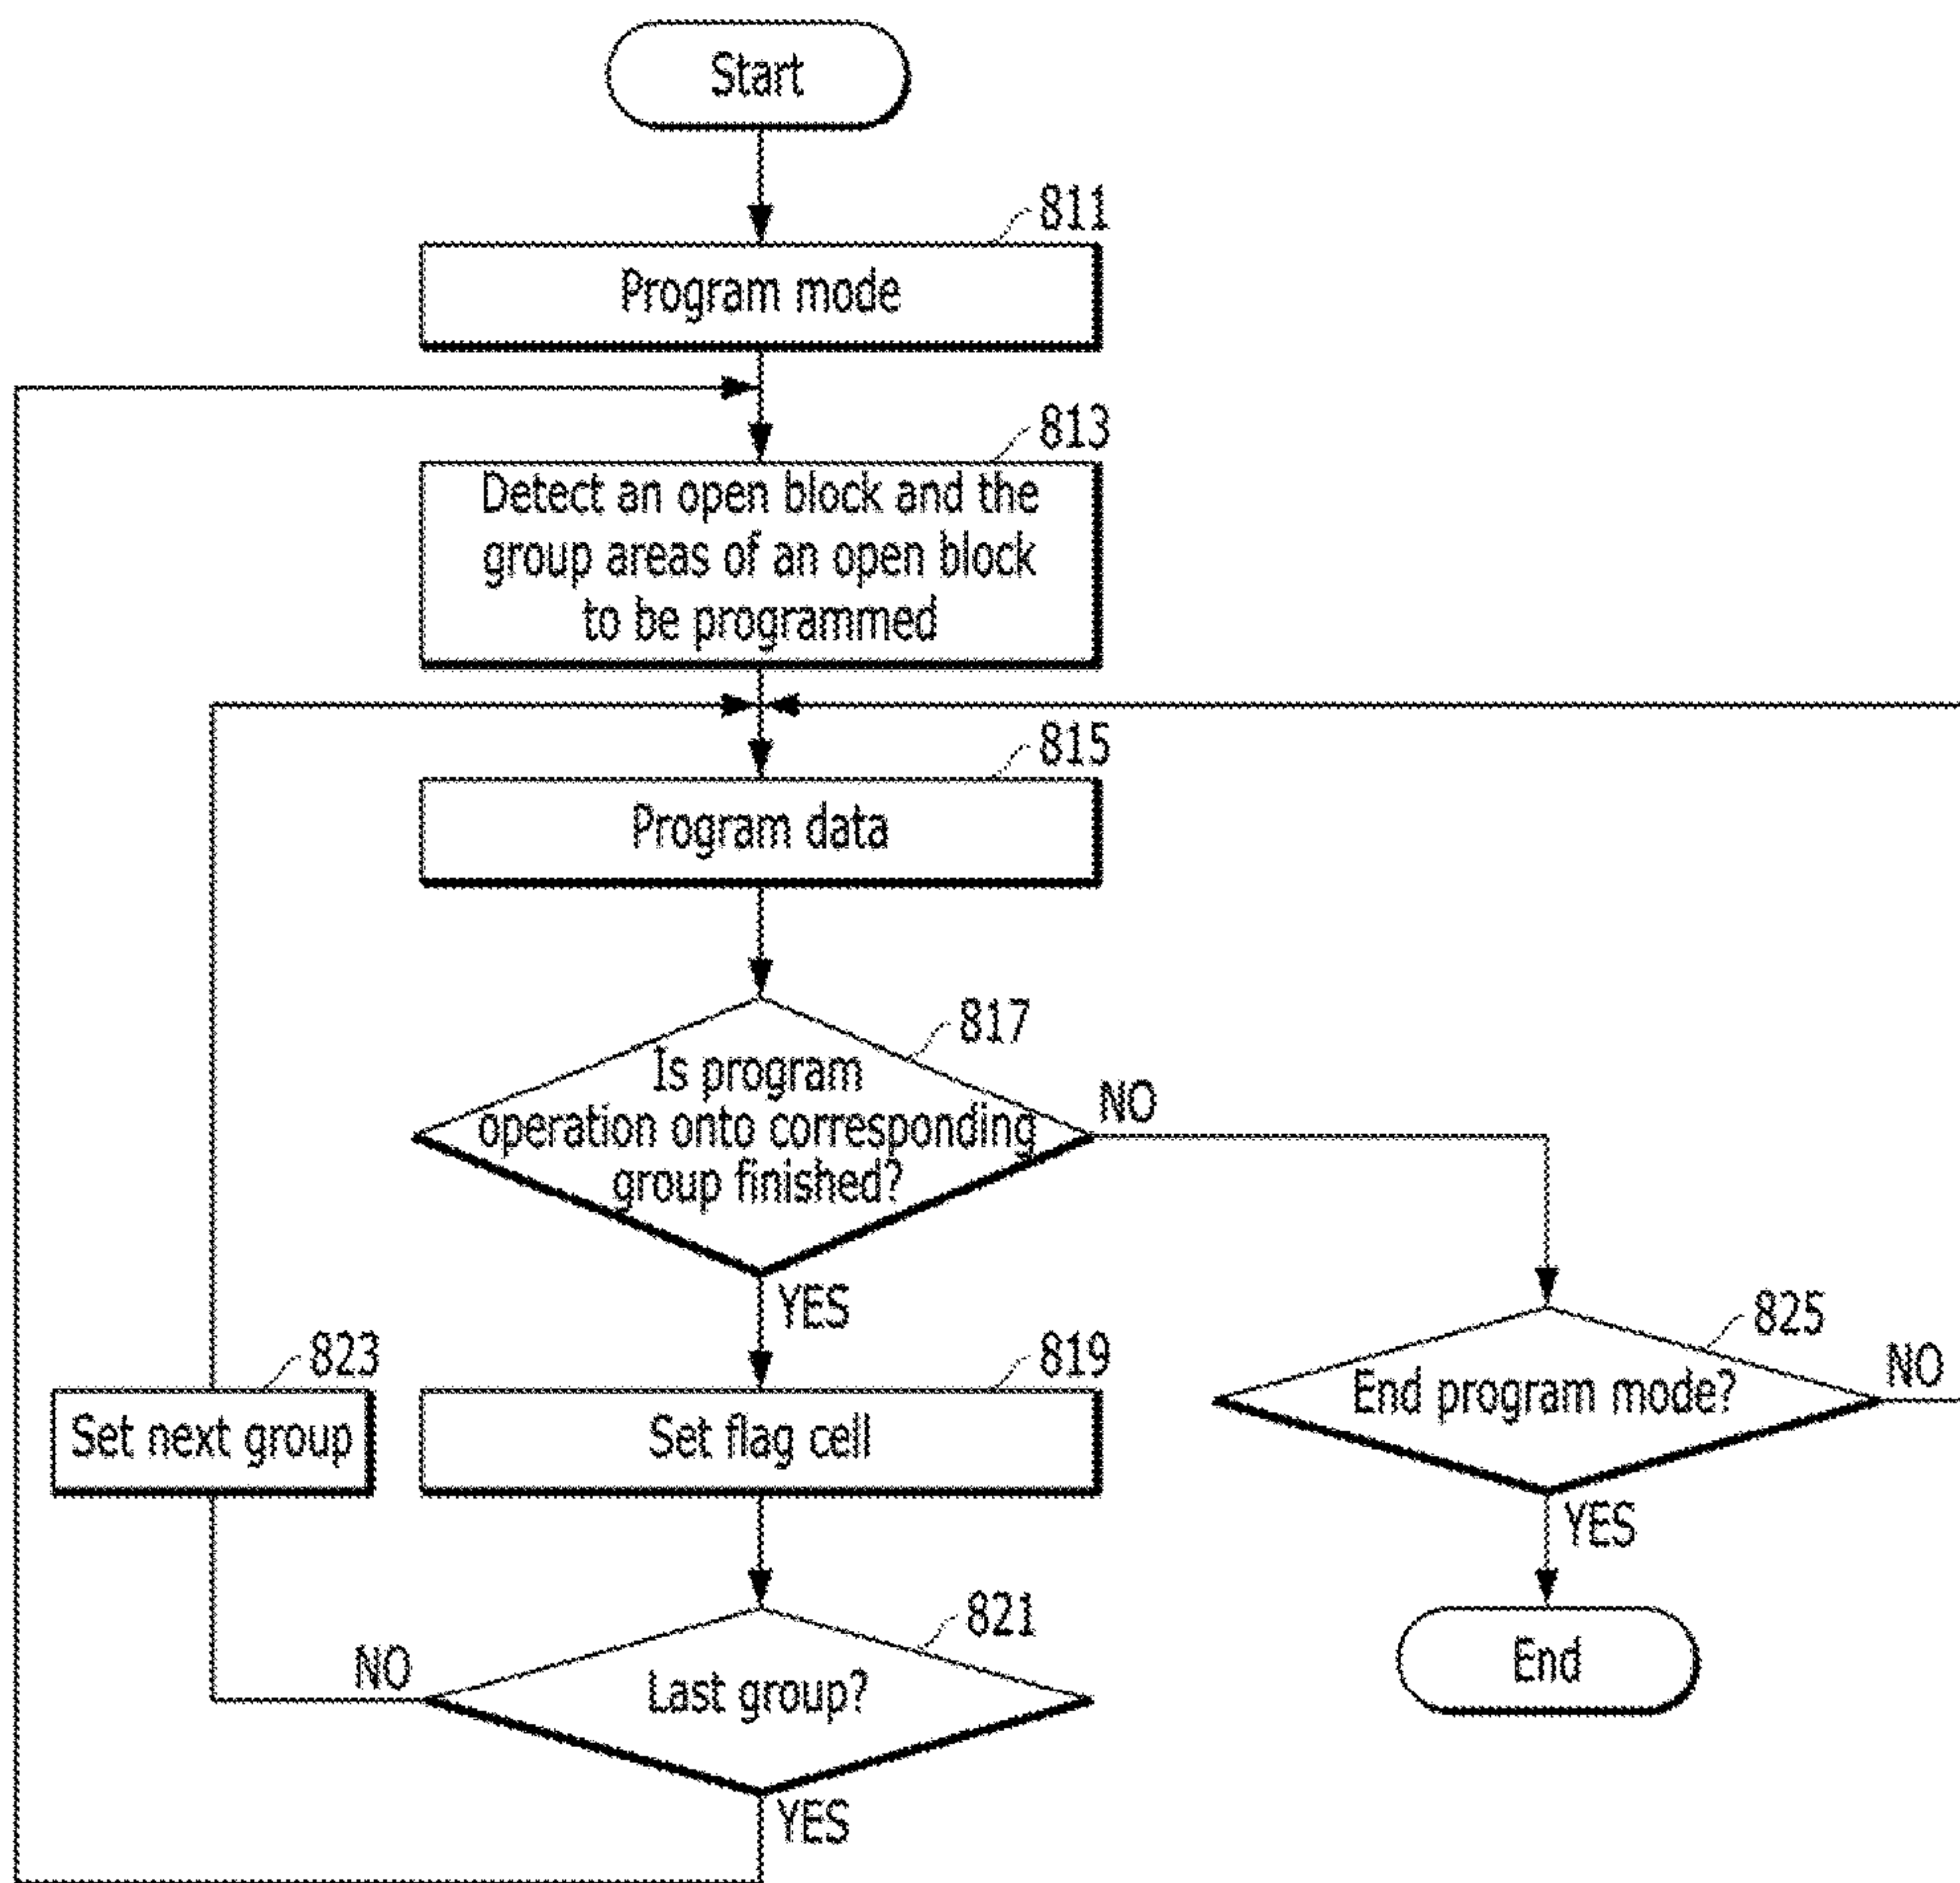 Start
811
Program mode
813
Detect an open block and the
group areas of an open block
to be programmed
815
Program data
817
Is program
operation onto corresponding
group finished?
NO
YES
823
Set next group
819
Set flag cell
825
End program mode?
NO
YES
821
Last group?
NO
YES
End